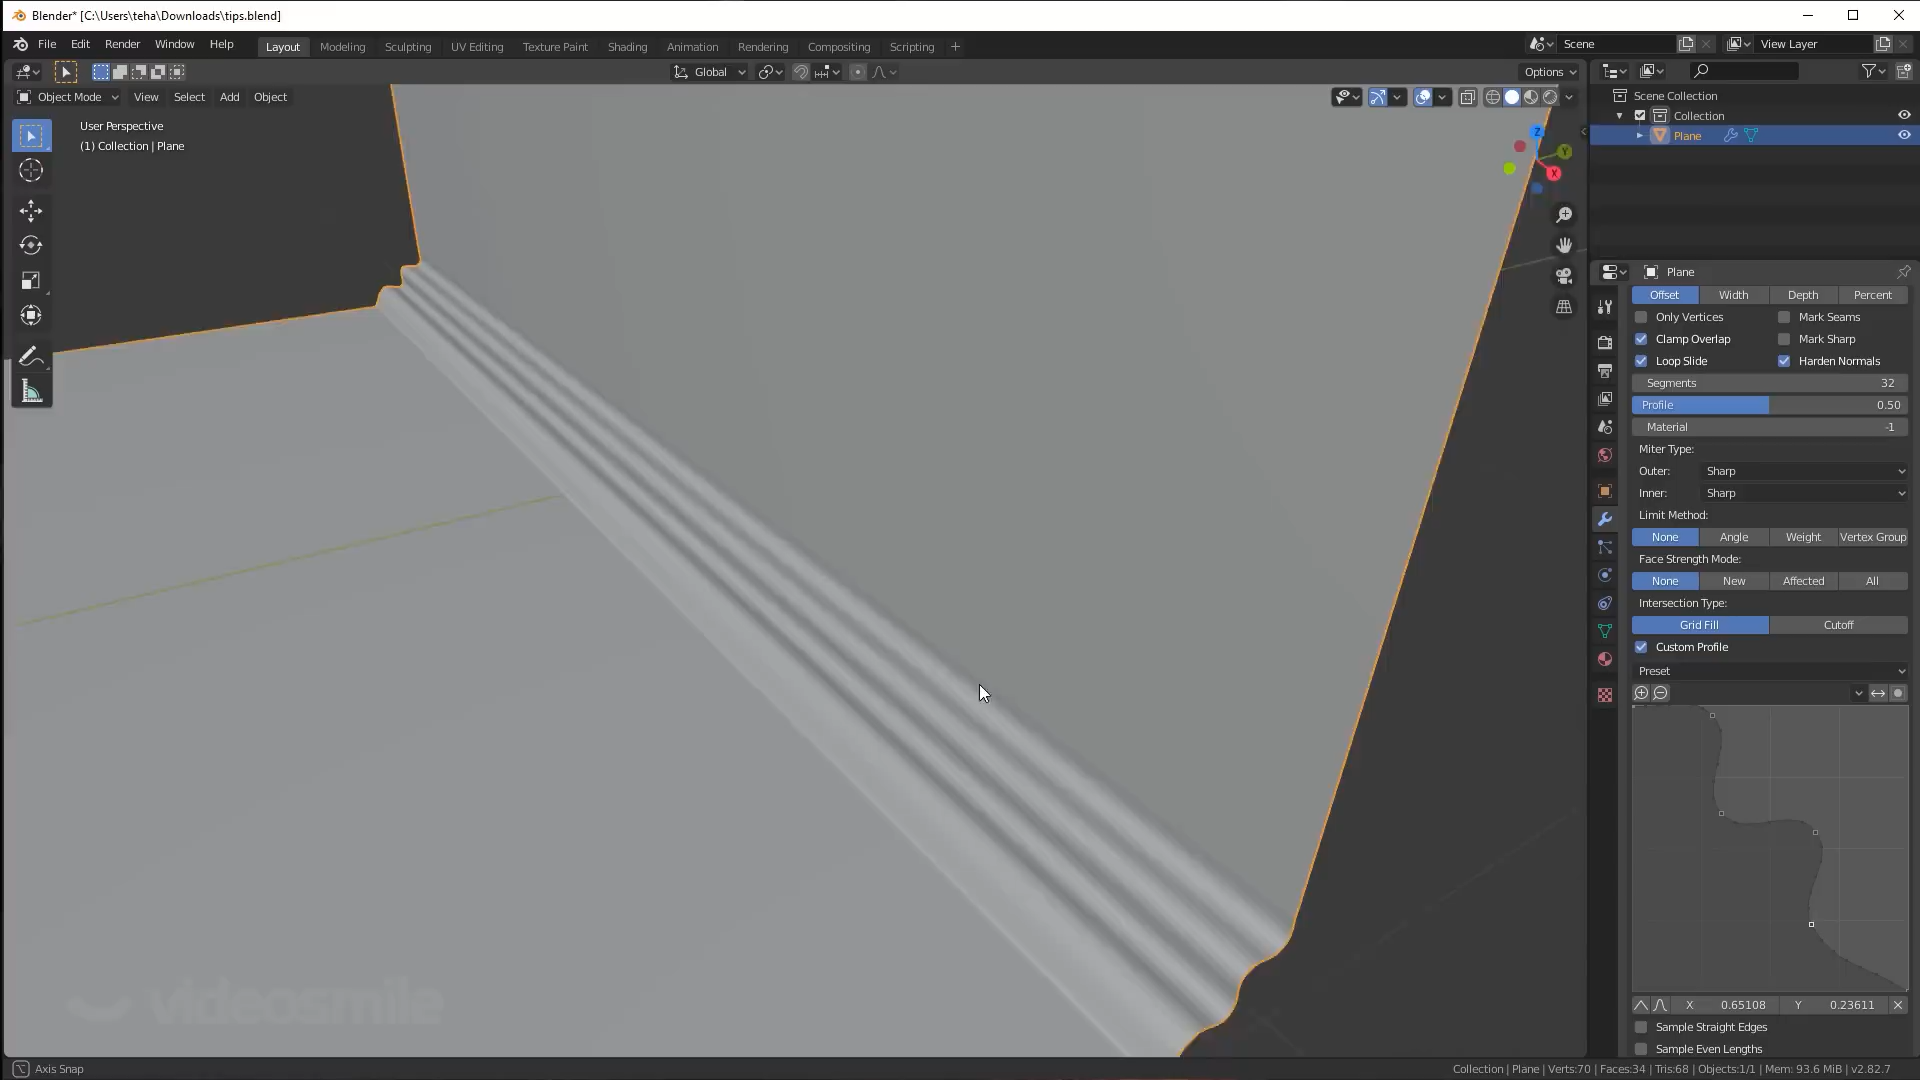 Blender* [C:\Users\teha\Downloads\tips.blend]
File Edit Render Window Help Layout Modeling Sculpting UV Editing Texture Paint Shading Animation Rendering Compositing Scripting + Scene View Layer
Global Options
Object Mode View Select Add Object
User Perspective
(1) Collection | Plane
Z
Y
X
Scene Collection
Collection
Plane
Plane
Offset Width Depth Percent
Only Vertices Mark Seams
Clamp Overlap Mark Sharp
Loop Slide Harden Normals
Segments 32
Profile 0.50
Material -1
Miter Type:
Outer: Sharp
Inner: Sharp
Limit Method:
None Angle Weight Vertex Group
Face Strength Mode:
None New Affected All
Intersection Type:
Grid Fill Cutoff
Custom Profile
Preset
X 0.65108 Y 0.23611
Sample Straight Edges
Sample Even Lengths
videosmile
Axis Snap
Collection | Plane | Verts:70 | Faces:34 | Tris:68 | Objects:1/1 | Mem: 93.6 MiB | v2.82.7